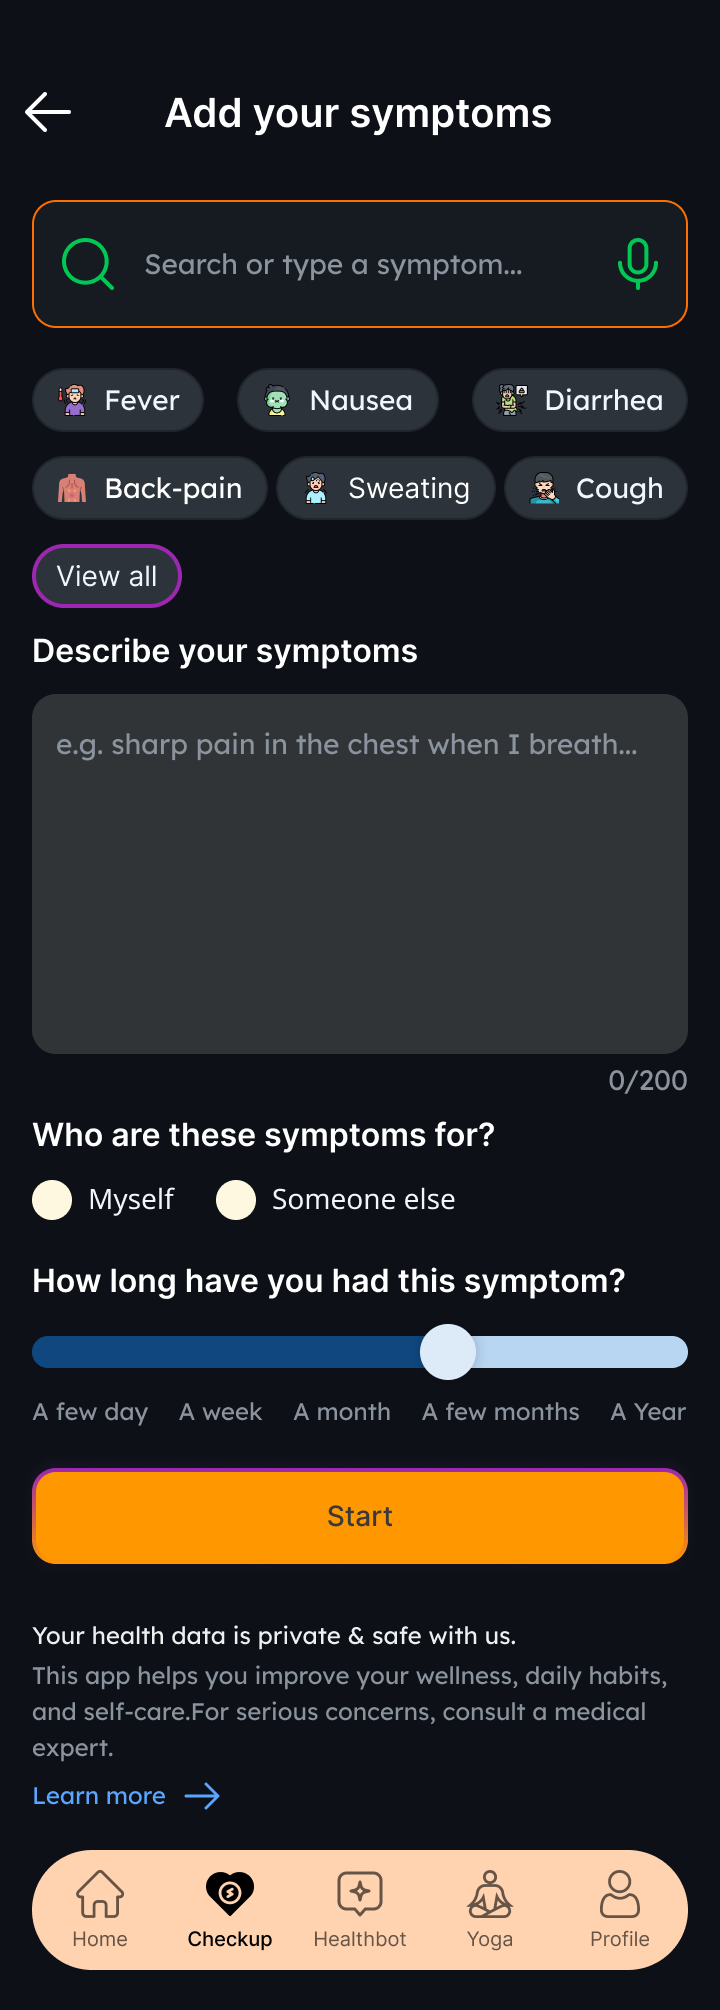 Add your symptoms
Search or type a symptom...
Fever
Nausea
Diarrhea
Back-pain
Sweating
Cough
View all
Describe your symptoms
e.g. sharp pain in the chest when I breath...
0/200
Who are these symptoms for?
Myself
Someone else
How long have you had this symptom?
A few day
A week
A month
A few months
A Year
Start
Your health data is private & safe with us.
This app helps you improve your wellness, daily habits,
and self-care.For serious concerns, consult a medical
expert.
Learn more
Home
Checkup
Healthbot
Yoga
Profile